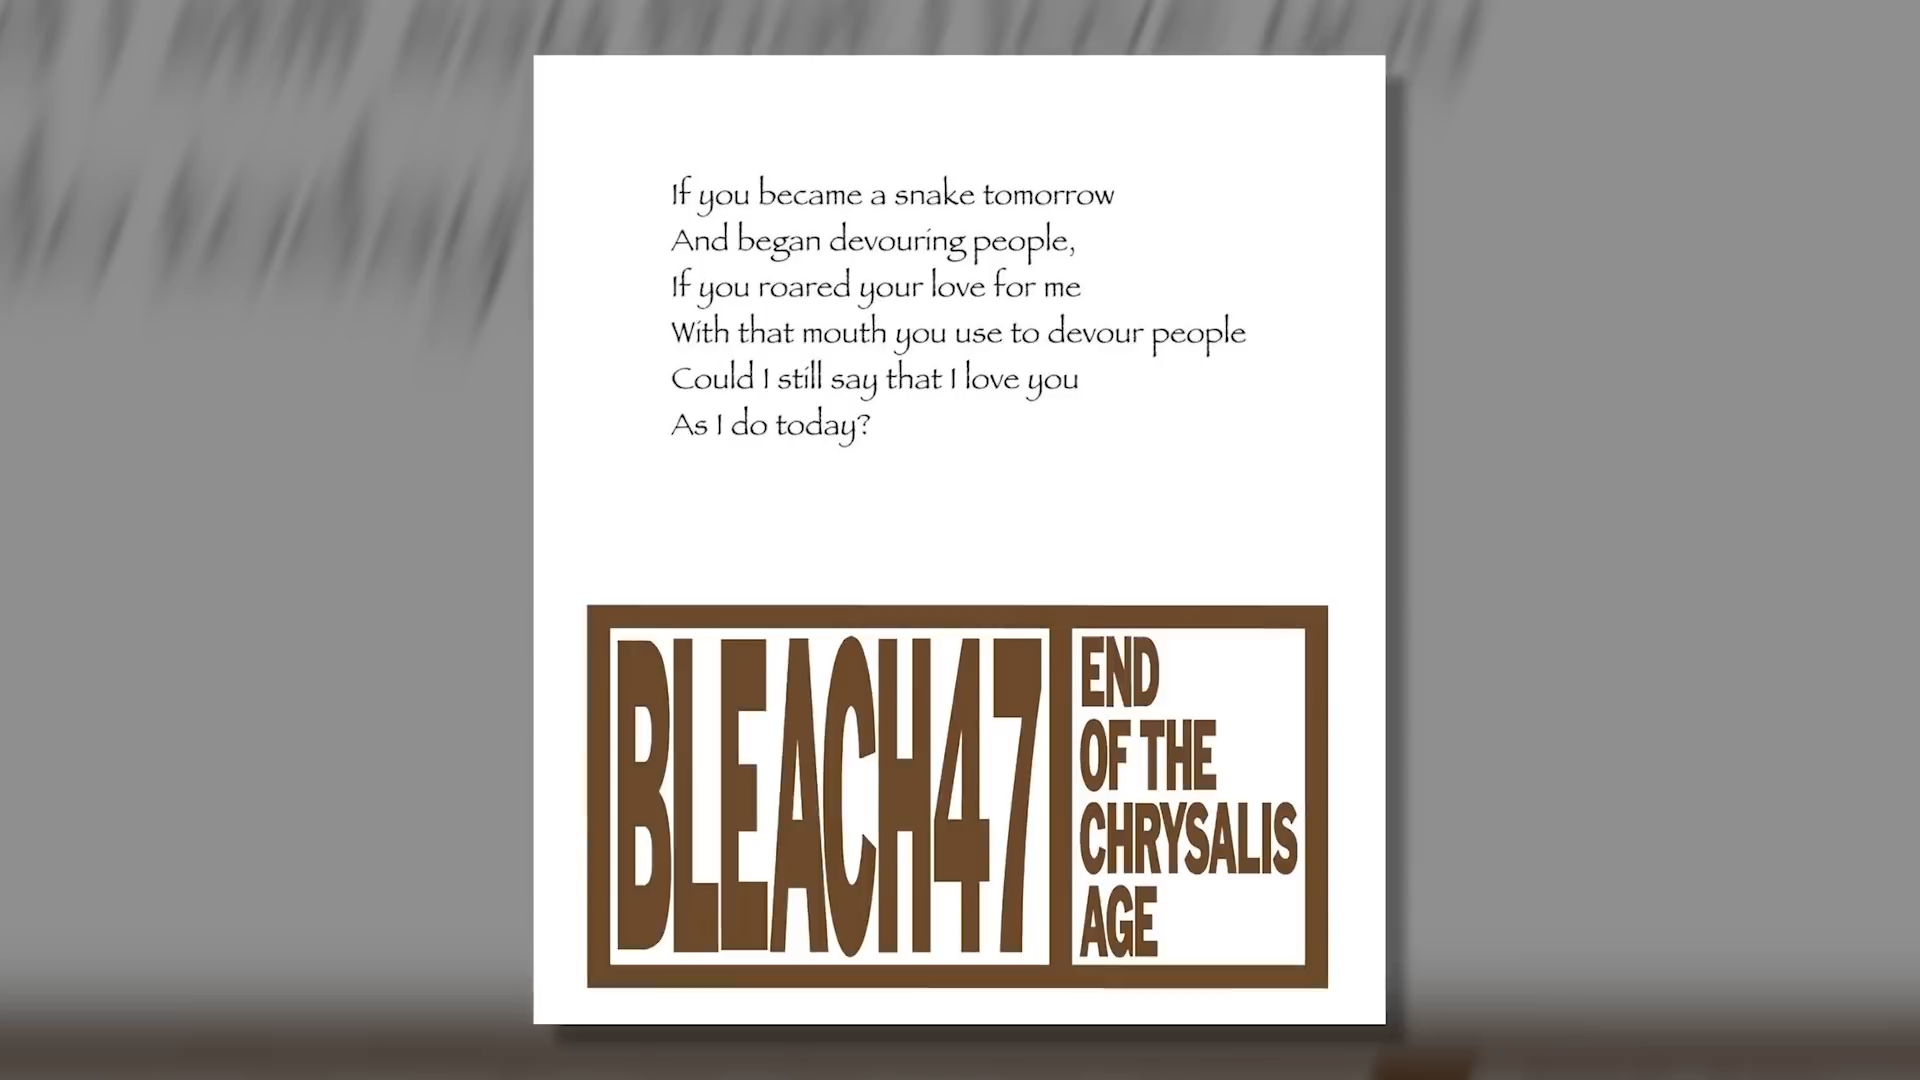 If you became a snake tomorrow
And began devouring people,
If you roared your love for me
With that mouth you use to devour people
Could I still say that I love you
As I do today?
BLEACH47
END
OF THE
CHRYSALIS
AGE